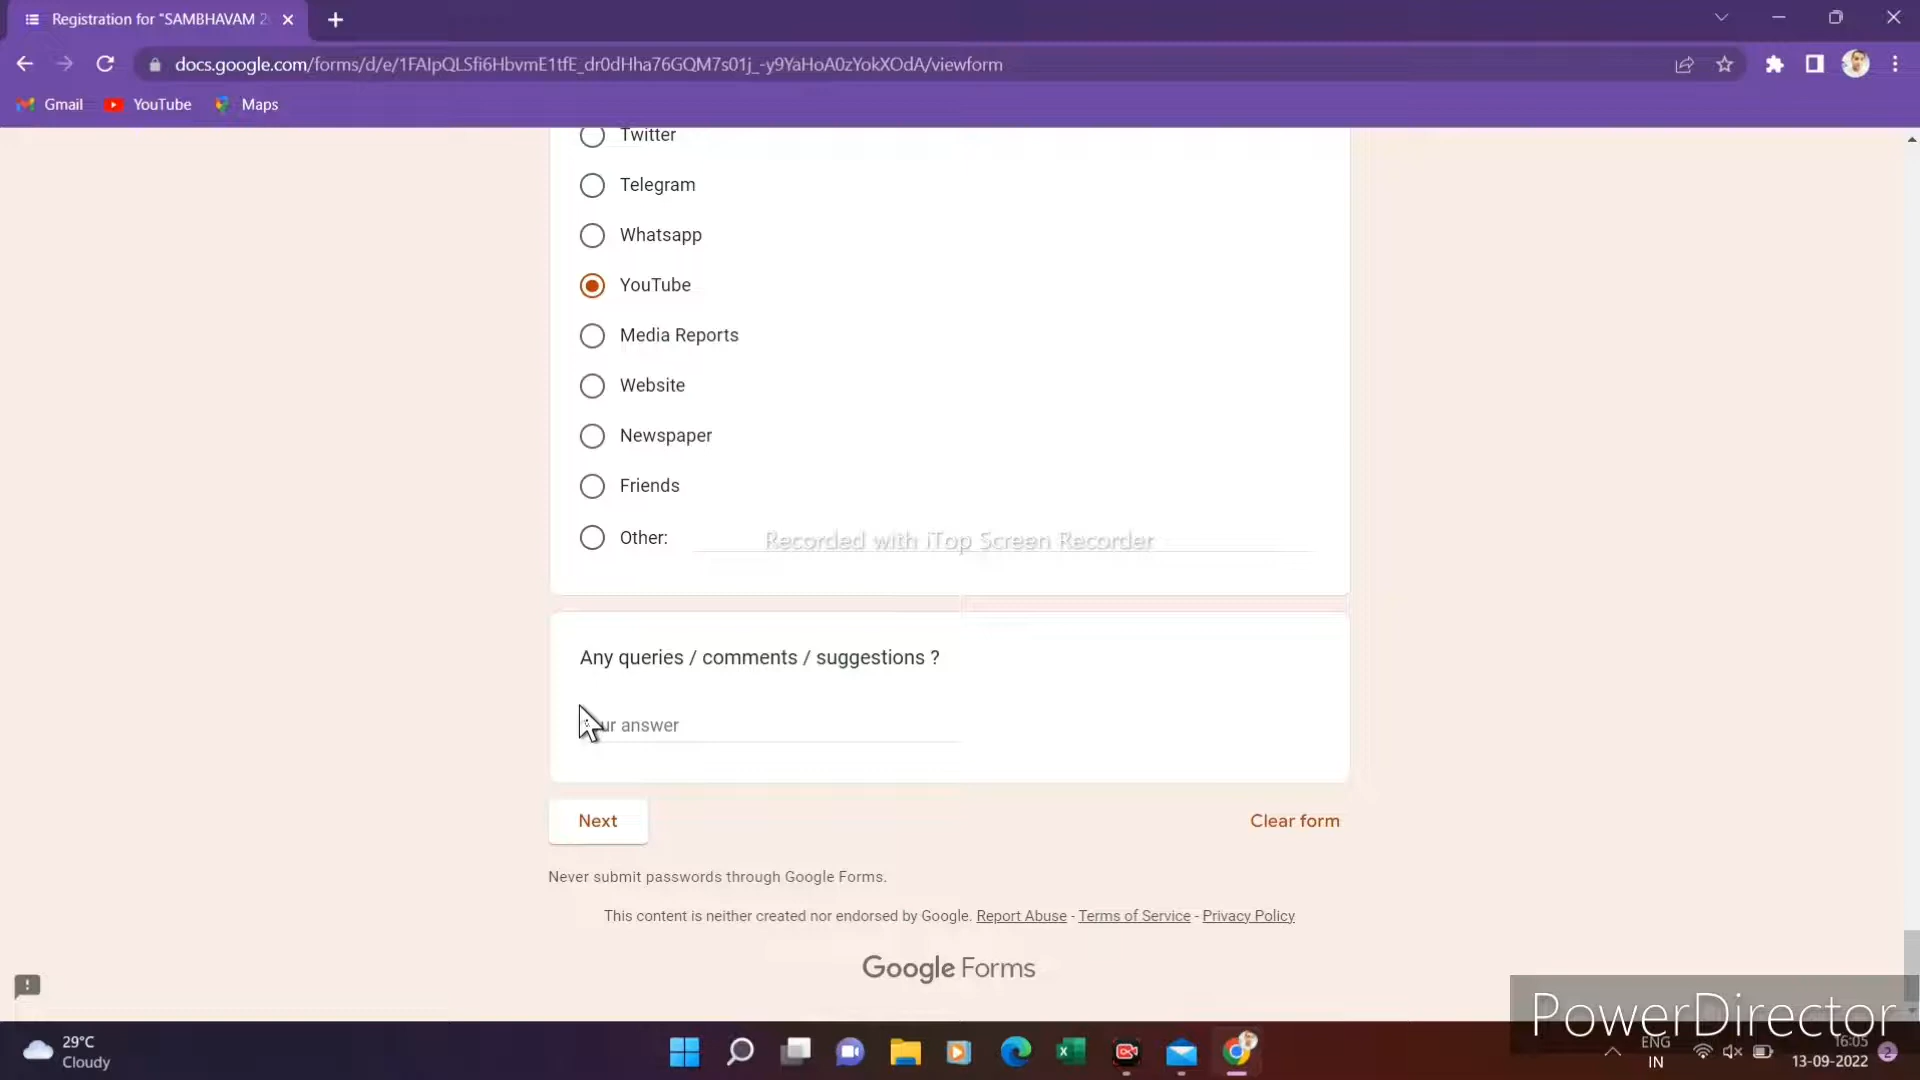 Registration for "SAMBHAVAM 2
docs.google.com/forms/d/e/1FAIpQLSfi6HbvmE1tfE_dr0dHha76GQM7s01j_-y9YaHoA0zYokXOdA/viewform
Gmail YouTube Maps
Twitter
Telegram
Whatsapp
YouTube
Media Reports
Website
Newspaper
Friends
Other:
Recorded with iTop Screen Recorder
Any queries / comments / suggestions ?
ur answer
Next Clear form
Never submit passwords through Google Forms.
This content is neither created nor endorsed by Google. Report Abuse - Terms of Service - Privacy Policy
Google Forms
PowerDirector
29°C
Cloudy
ENG
IN
16:05
13-09-2022
2